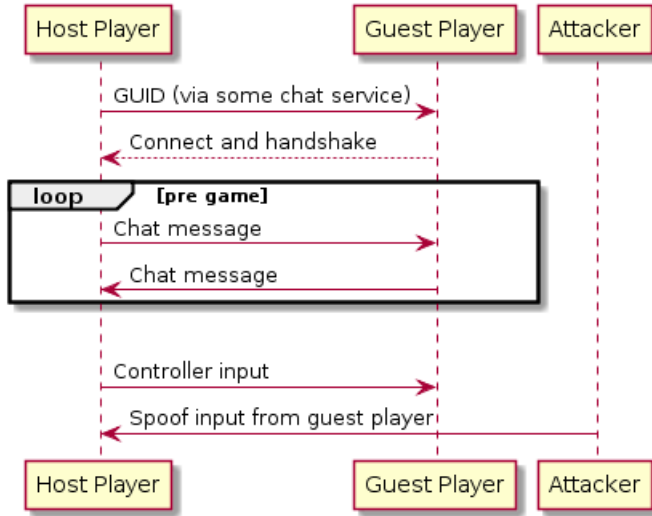 Host Player Guest Player Attacker
GUID (via some chat service)
Connect and handshake
loop [pre game]
Chat message
Chat message
Controller input
Spoof input from guest player
Host Player Guest Player Attacker